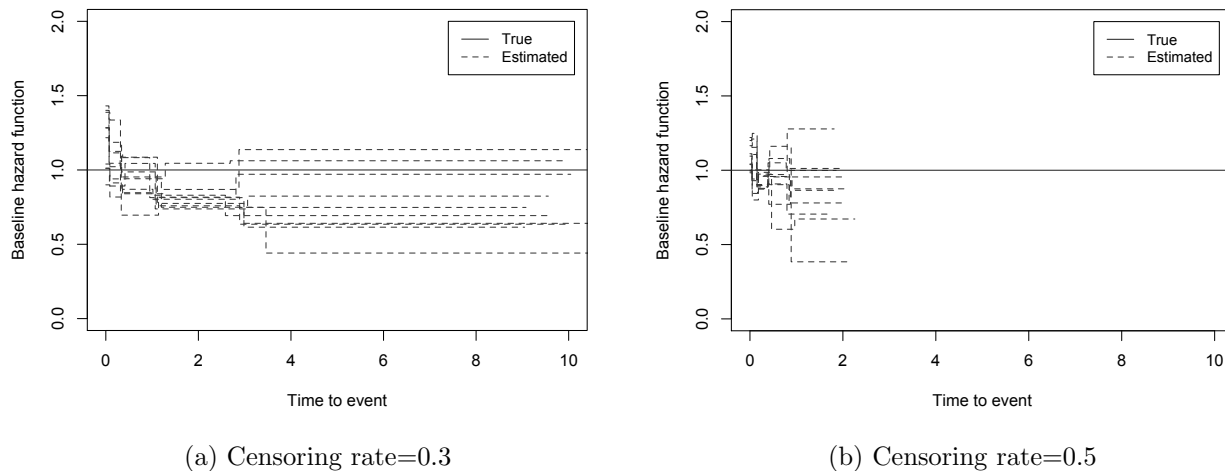 2.0
1.5
1.0
0.5
0.0
Baseline hazard function
True
Estimated
0 2 4 6 8 10
Time to event
(a) Censoring rate=0.3
2.0
1.5
1.0
0.5
0.0
Baseline hazard function
True
Estimated
0 2 4 6 8 10
Time to event
(b) Censoring rate=0.5